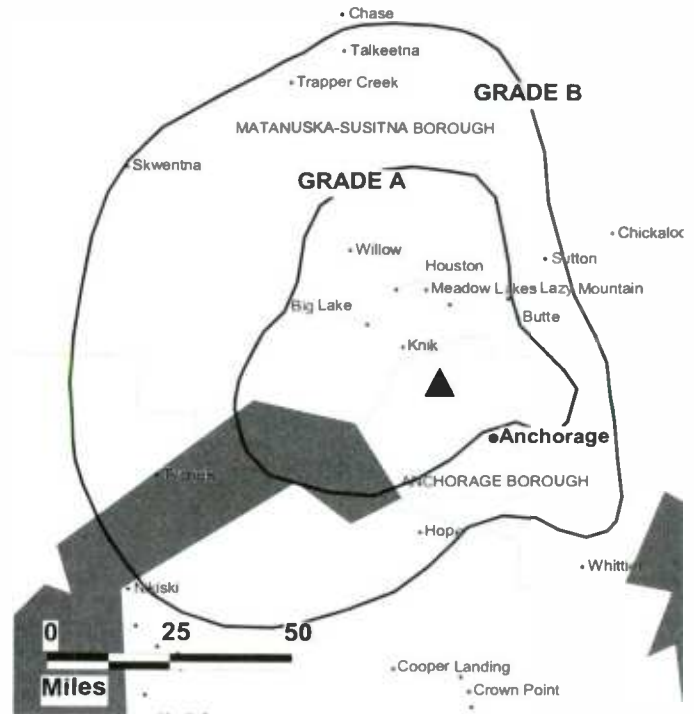 Chase
Talkeetna
Trapper Creek
GRADE B
MATANUSKA-SUSITNA BOROUGH
Skwentna
GRADE A
Chickaloo
Willow
Sutton
Houston
Meadow Lakes Lazy Mountain
Big Lake
Butte
Knik
Anchorage
ANCHORAGE BOROUGH
Hope
Whittier
Nikiski
0 25 50
Miles
Cooper Landing
Crown Point